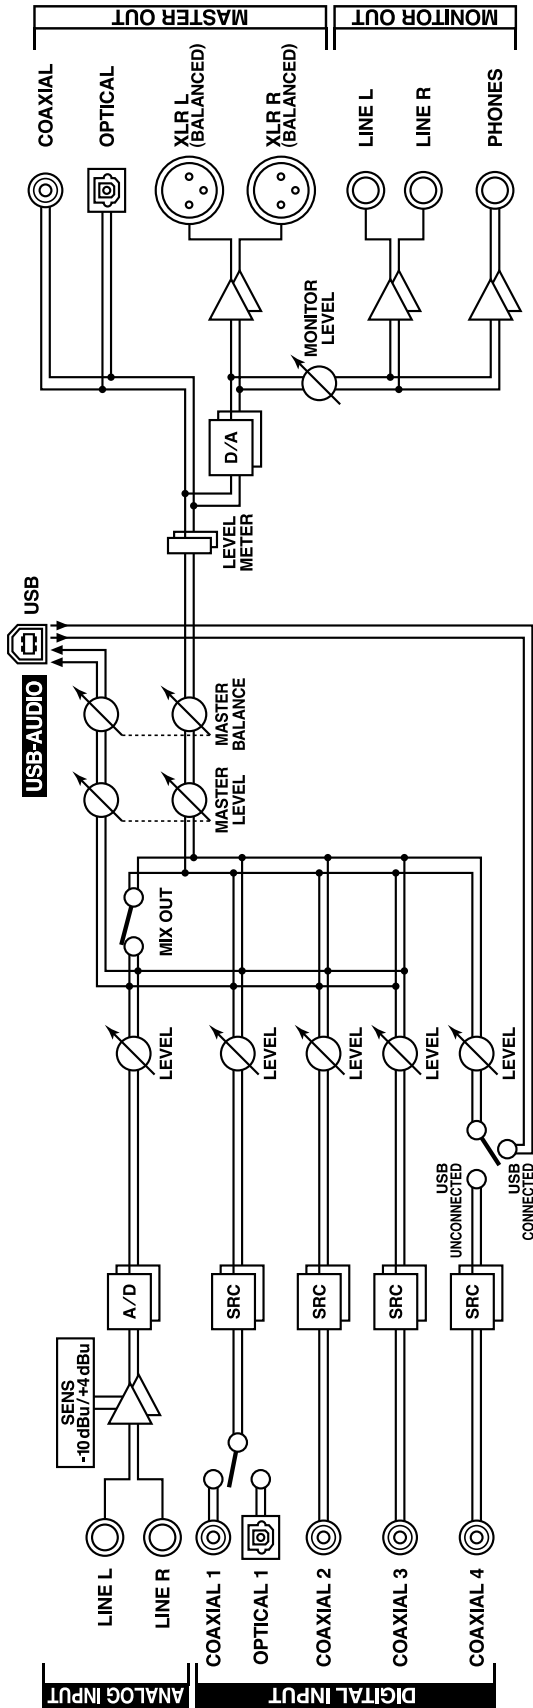 ANALOG INPUT
LINE L
LINE R
DIGITAL INPUT
COAXIAL 1
OPTICAL 1
COAXIAL 2
COAXIAL 3
COAXIAL 4
SENS
-10dBu/+4dBu
A/D
SRC
SRC
SRC
SRC
USB
UNCONNECTED
USB
CONNECTED
LEVEL
LEVEL
LEVEL
LEVEL
LEVEL
MIX OUT
MASTER
LEVEL
MASTER
BALANCE
USB-AUDIO
USB
LEVEL
METER
D/A
MONITOR
LEVEL
MASTER OUT
COAXIAL
OPTICAL
XLR L
(BALANCED)
XLR R
(BALANCED)
MONITOR OUT
LINE L
LINE R
PHONES